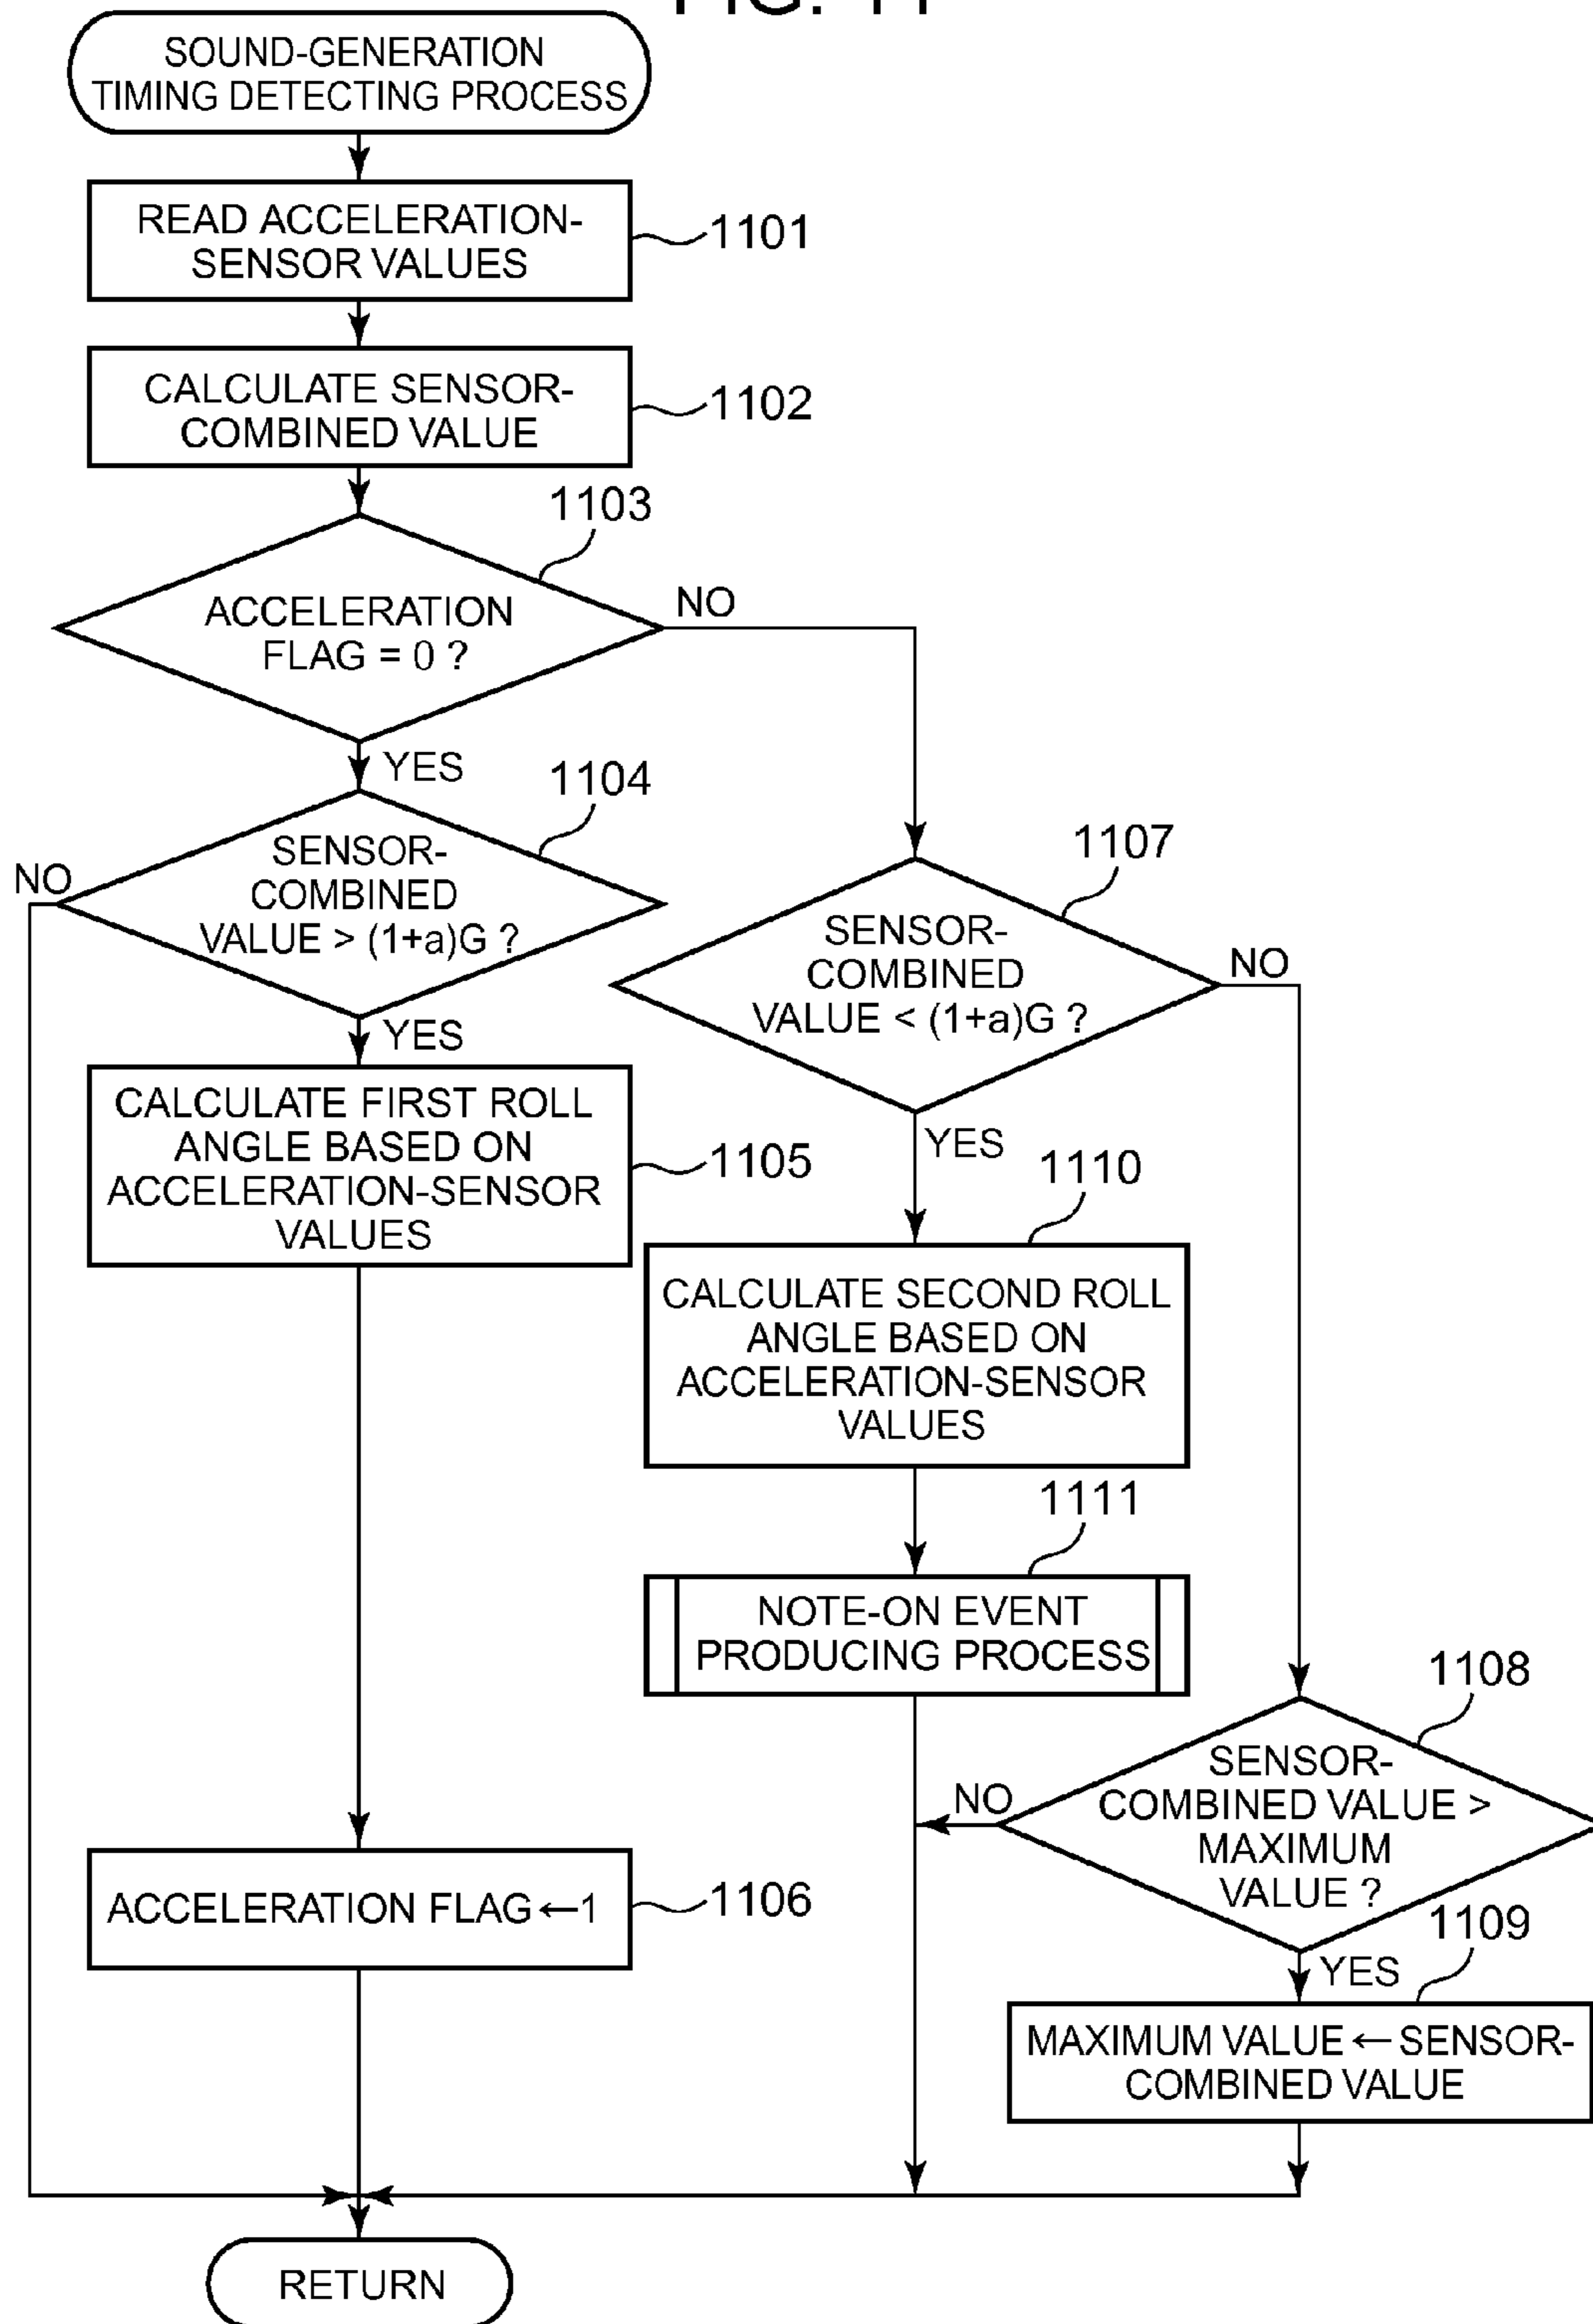 FIG. 11
SOUND-GENERATION
TIMING DETECTING PROCESS
READ ACCELERATION-
SENSOR VALUES
1101
CALCULATE SENSOR-
COMBINED VALUE
1102
1103
ACCELERATION
FLAG = 0 ?
NO
YES
1104
SENSOR-
COMBINED
VALUE > (1+a)G ?
NO
YES
1107
SENSOR-
COMBINED
VALUE < (1+a)G ?
NO
YES
CALCULATE FIRST ROLL
ANGLE BASED ON
ACCELERATION-SENSOR
VALUES
1105
1110
CALCULATE SECOND ROLL
ANGLE BASED ON
ACCELERATION-SENSOR
VALUES
1111
NOTE-ON EVENT
PRODUCING PROCESS
1108
SENSOR-
COMBINED VALUE >
MAXIMUM
VALUE ?
NO
YES
ACCELERATION FLAG←1
1106
1109
MAXIMUM VALUE←SENSOR-
COMBINED VALUE
RETURN